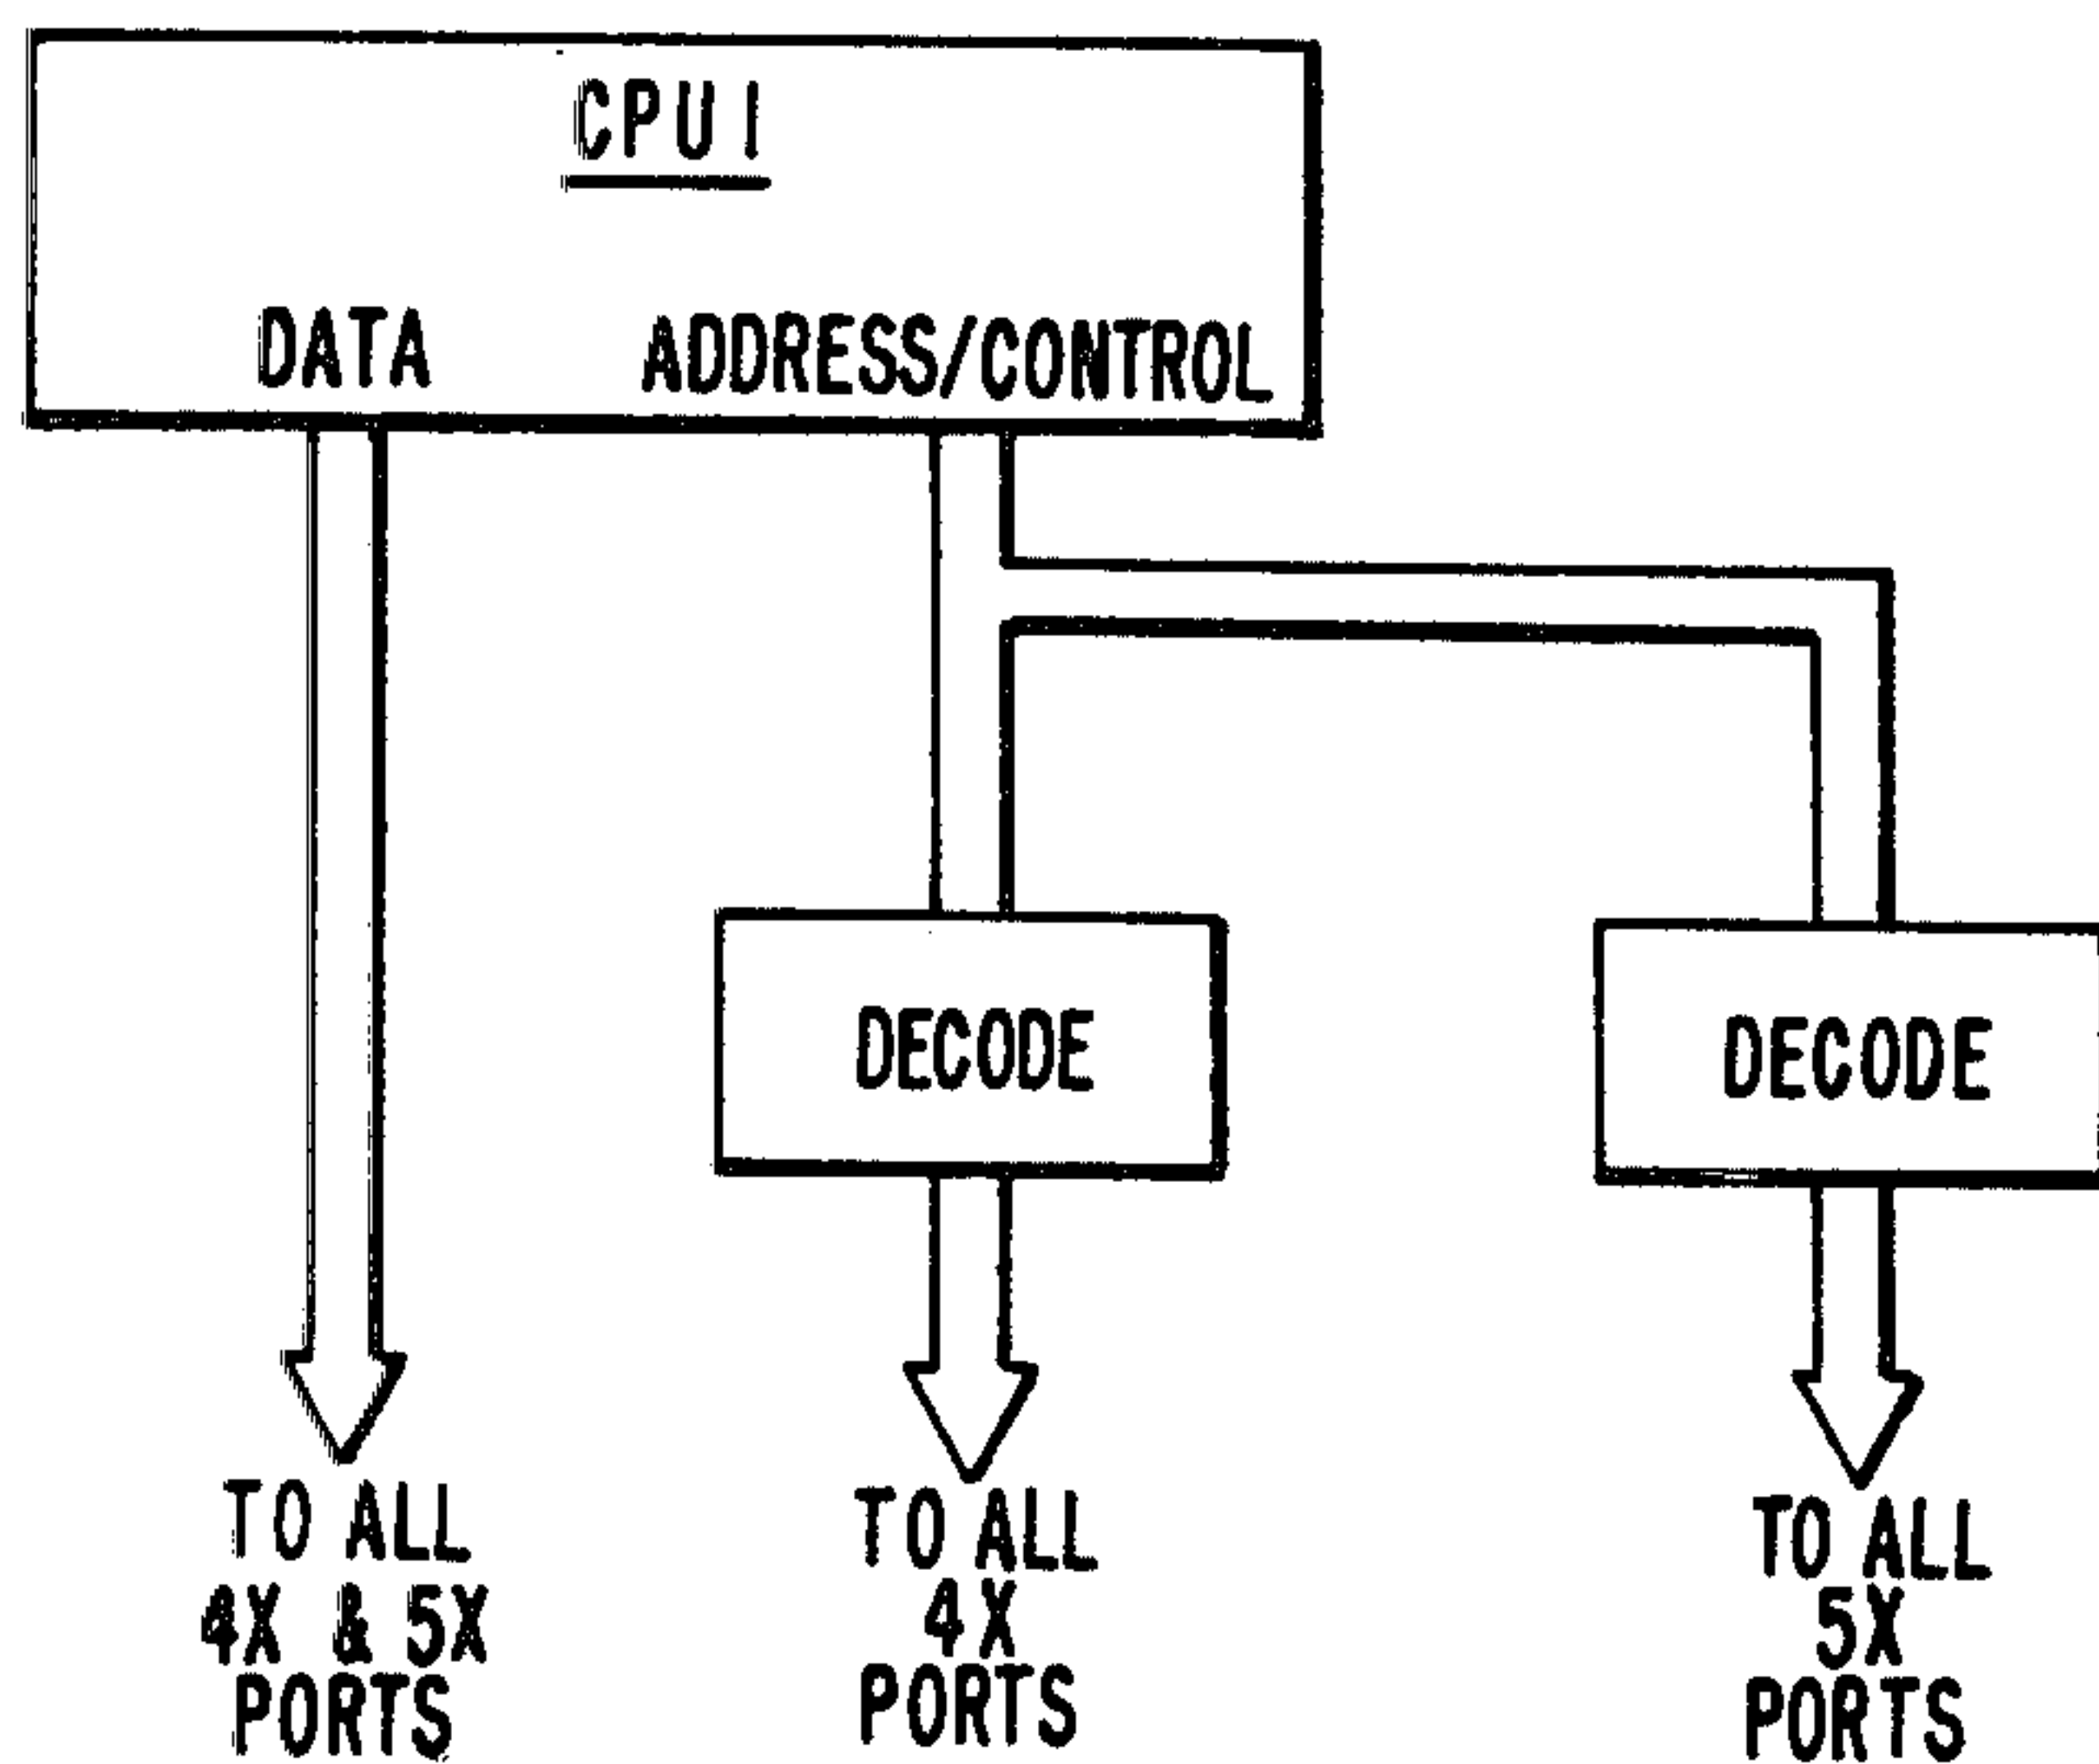 CPU 1
DATA
ADDRESS/CONTROL
DECODE
DECODE
TO ALL
4X & 5X
PORTS
TO ALL
4X
PORTS
TO ALL
5X
PORTS